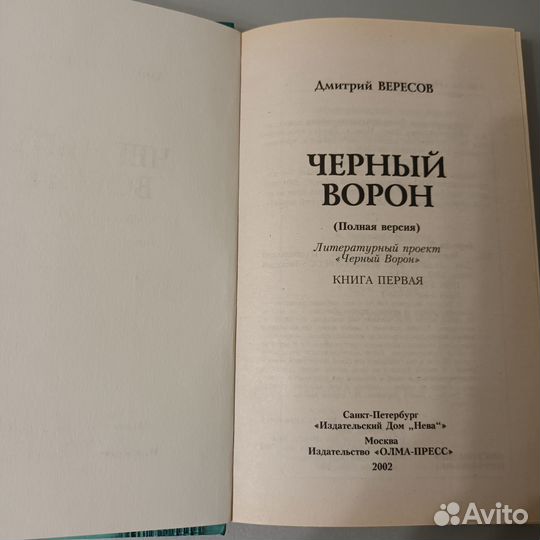 Дмитрий ВЕРЕСОВ
ЧЕРНЫЙ
ВОРОН
(Полная версия)
Литературный проект
«Черный Ворон»
КНИГА ПЕРВАЯ
Санкт-Петербург
«Издательский Дом „Нева“»
Москва
Издательство «ОЛМА-ПРЕСС»
2002
Avito